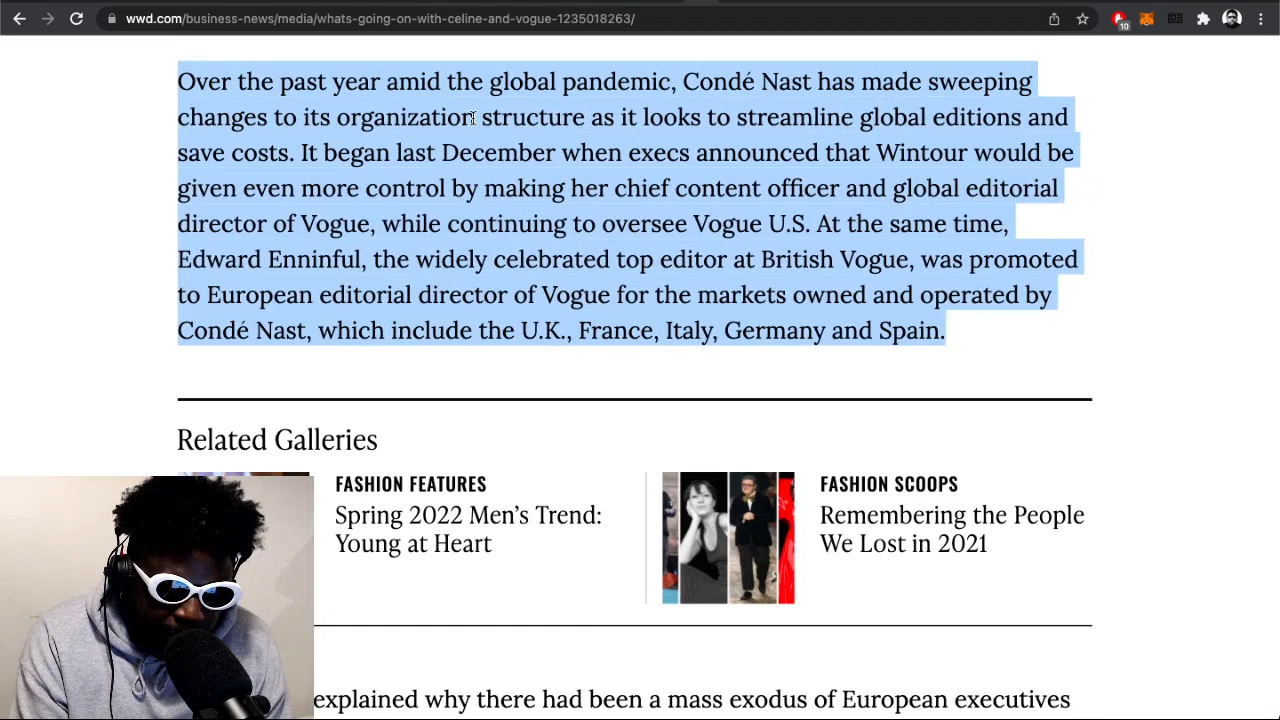 wwd.com/business-news/media/whats-going-on-with-celine-and-vogue-1235018263/
10
Over the past year amid the global pandemic, Condé Nast has made sweeping
changes to its organization structure as it looks to streamline global editions and
save costs. It began last December when execs announced that Wintour would be
given even more control by making her chief content officer and global editorial
director of Vogue, while continuing to oversee Vogue U.S. At the same time,
Edward Enninful, the widely celebrated top editor at British Vogue, was promoted
to European editorial director of Vogue for the markets owned and operated by
Condé Nast, which include the U.K., France, Italy, Germany and Spain.
Related Galleries
FASHION FEATURES
Spring 2022 Men’s Trend:
Young at Heart
FASHION SCOOPS
Remembering the People
We Lost in 2021
explained why there had been a mass exodus of European executives